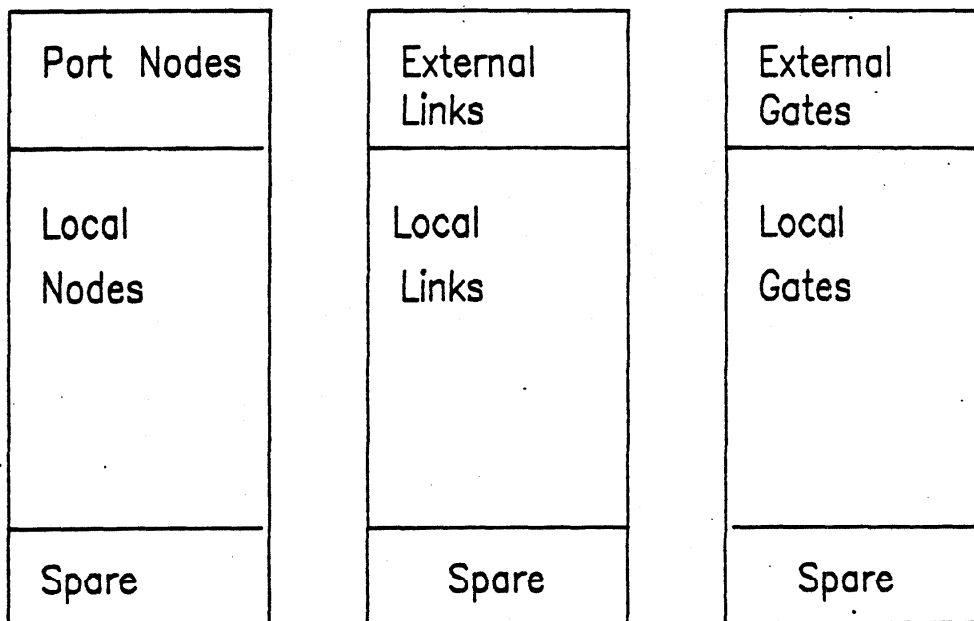 Port Nodes
Local
Nodes
Spare
External
Links
Local
Links
Spare
External
Gates
Local
Gates
Spare